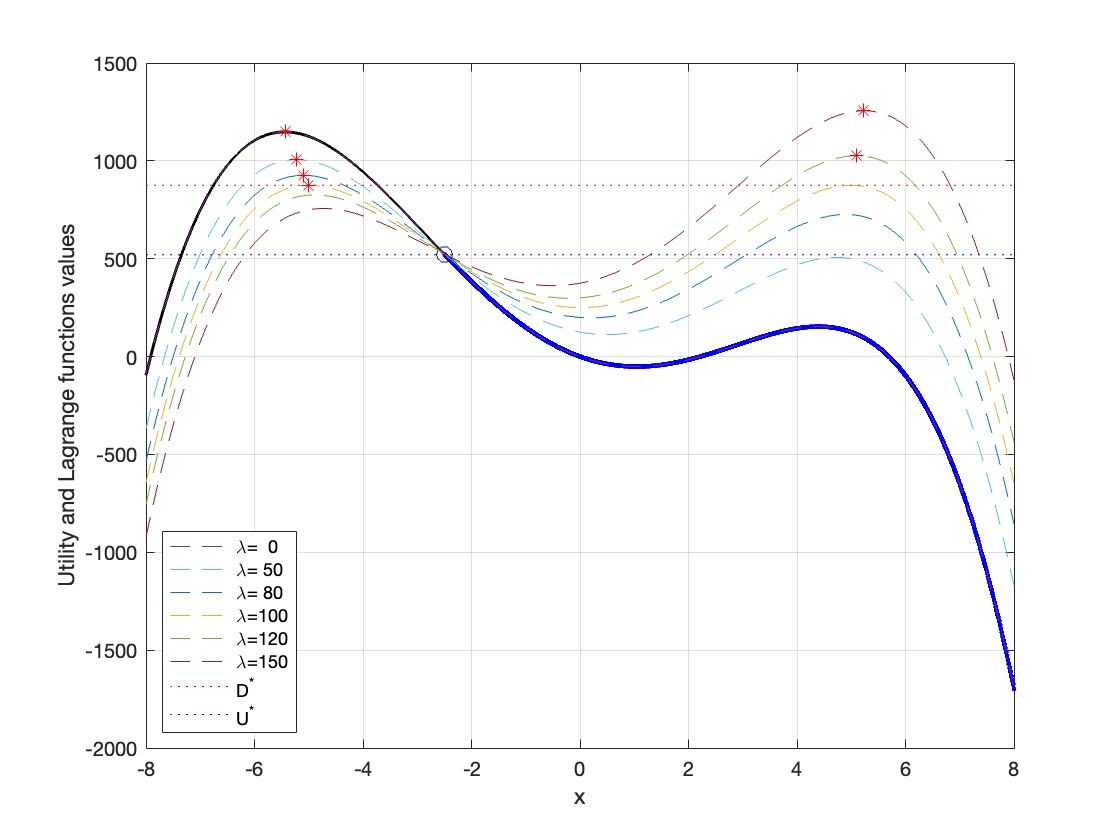 Utility and Lagrange functions values
1500
1000
500
0
-500
-1000
-1500
-2000
λ= 0
λ= 50
λ= 80
λ=100
λ=120
λ=150
D*
U*
-8 -6 -4 -2 0 2 4 6 8
x